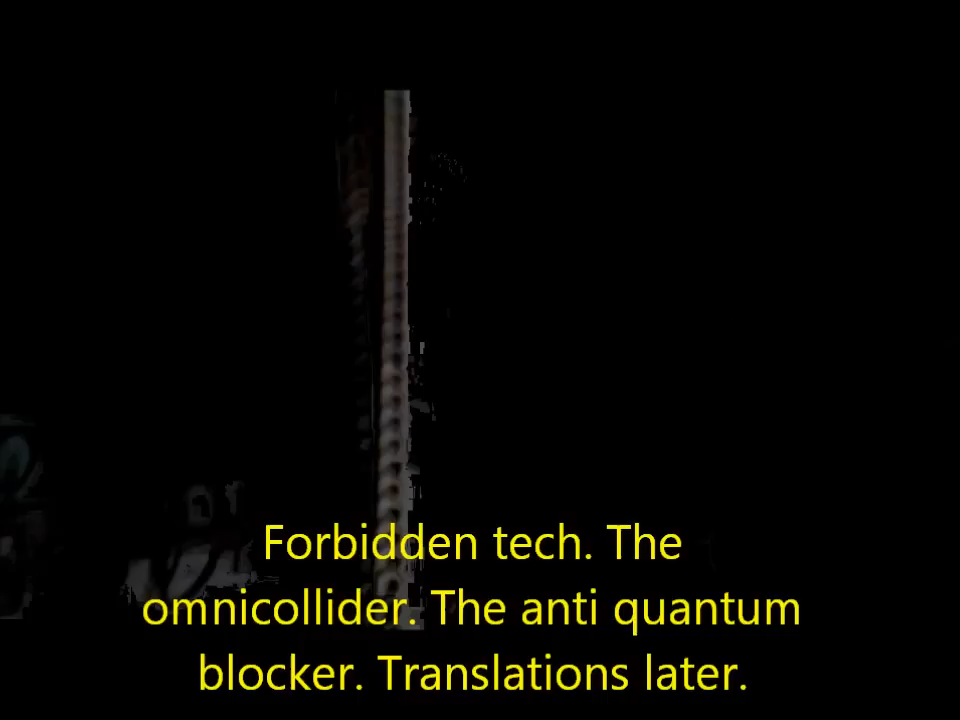 Forbidden tech. The
omnicollider. The anti quantum
blocker. Translations later.